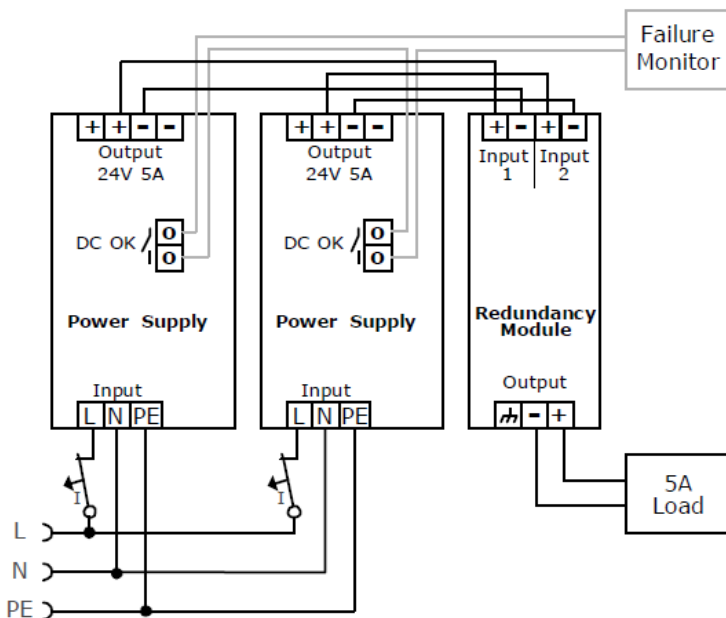 Failure
Monitor
+ + - -
Output
24V 5A
DC OK
O
O
Power Supply
Input
L N PE
I
+ + - -
Output
24V 5A
DC OK
O
O
Power Supply
Input
L N PE
I
+ - + -
Input Input
1 2
Redundancy
Module
Output
- +
5A
Load
L
N
PE